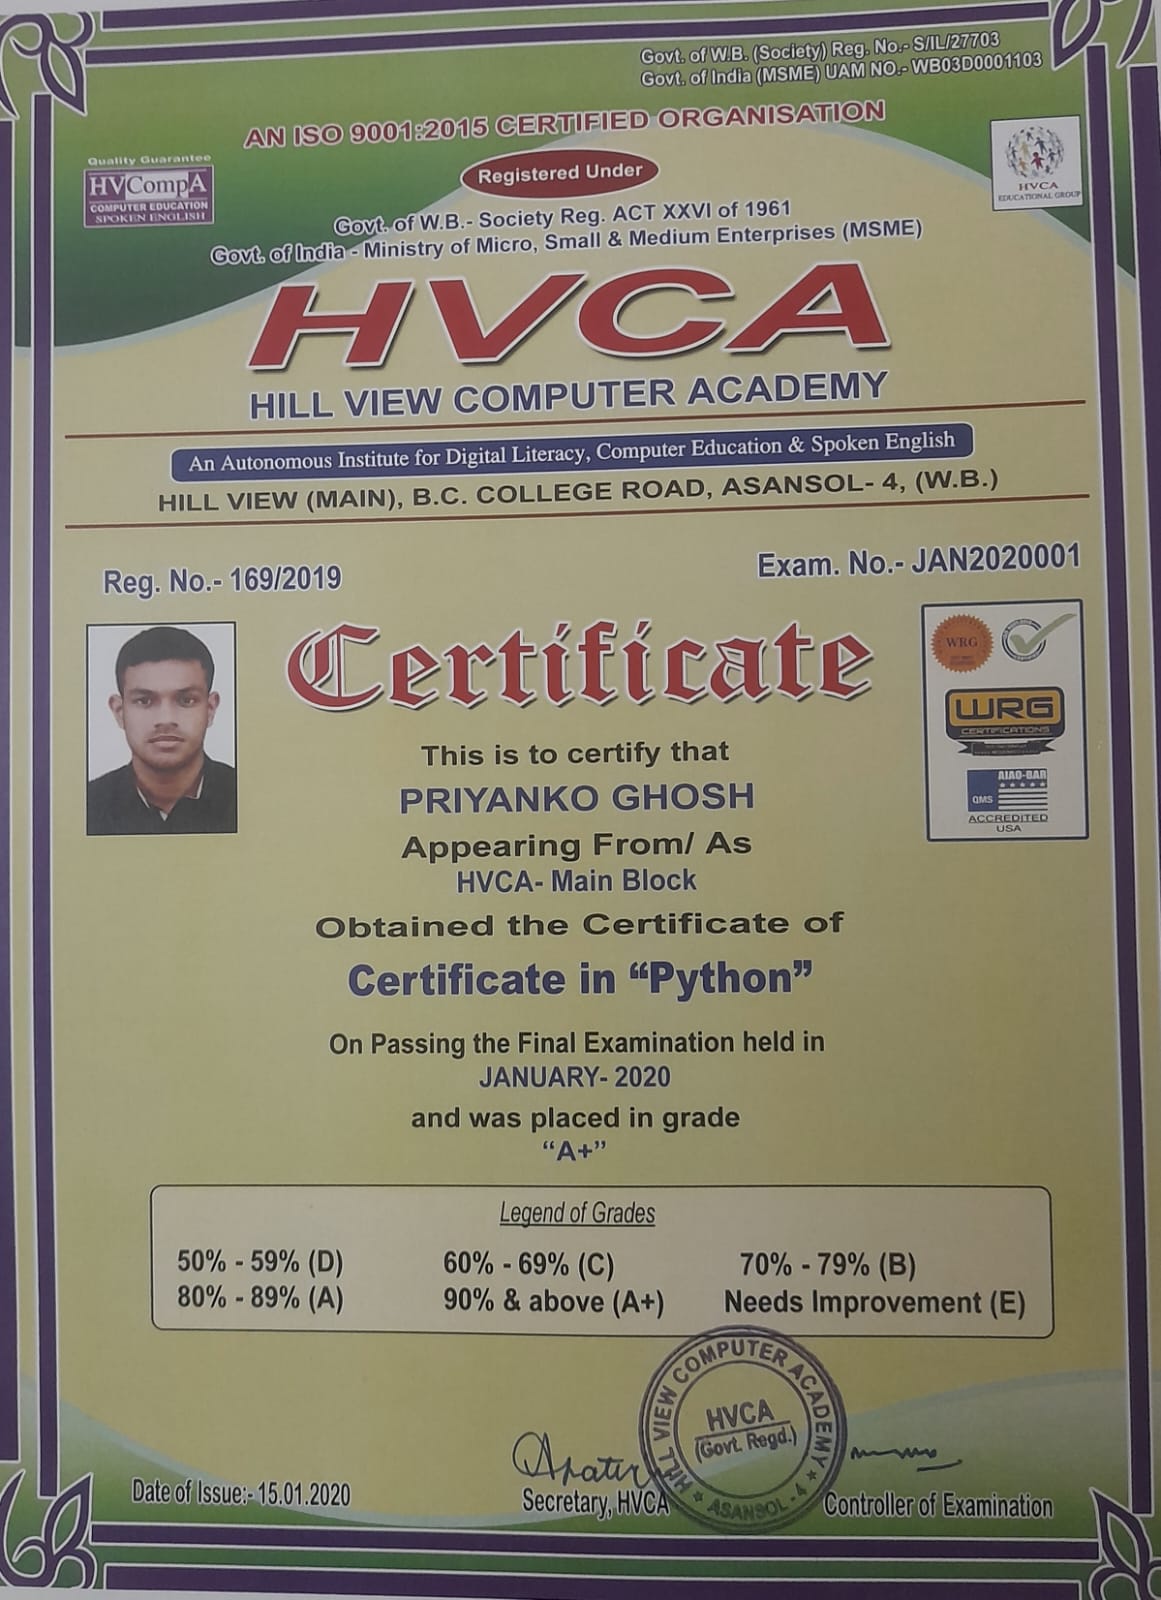 Govt. of W.B. (Society) Reg. No.- S/IL/27703
Govt. of India (MSME) UAM NO.- WB03D0001103
AN ISO 9001:2015 CERTIFIED ORGANISATION
Quality Guarantee
HVCompA
COMPUTER EDUCATION
SPOKEN ENGLISH
Registered Under
HVCA
EDUCATIONAL GROUP
Govt. of W.B.- Society Reg. ACT XXVI of 1961
Govt. of India - Ministry of Micro, Small & Medium Enterprises (MSME)
HVCA
HILL VIEW COMPUTER ACADEMY
An Autonomous Institute for Digital Literacy, Computer Education & Spoken English
HILL VIEW (MAIN), B.C. COLLEGE ROAD, ASANSOL- 4, (W.B.)
Reg. No.- 169/2019
Exam. No.- JAN2020001
Certificate
WRG
WRG
CERTIFICATIONS
AIAO-BAR
QMS
ACCREDITED
USA
This is to certify that
PRIYANKO GHOSH
Appearing From/ As
HVCA- Main Block
Obtained the Certificate of
Certificate in “Python”
On Passing the Final Examination held in
JANUARY- 2020
and was placed in grade
“A+”
Legend of Grades
50% - 59% (D) 60% - 69% (C) 70% - 79% (B)
80% - 89% (A) 90% & above (A+) Needs Improvement (E)
HILL VIEW COMPUTER ACADEMY
HVCA
(Govt. Regd.)
ASANSOL - 4
Date of Issue:- 15.01.2020
Secretary, HVCA
Controller of Examination